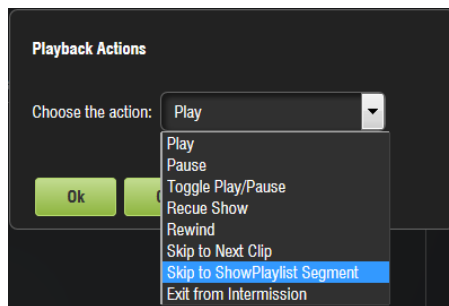 Playback Actions
Choose the action: Play
Play
Pause
Toggle Play/Pause
Recue Show
Rewind
Skip to Next Clip
Skip to ShowPlaylist Segment
Exit from Intermission
Ok